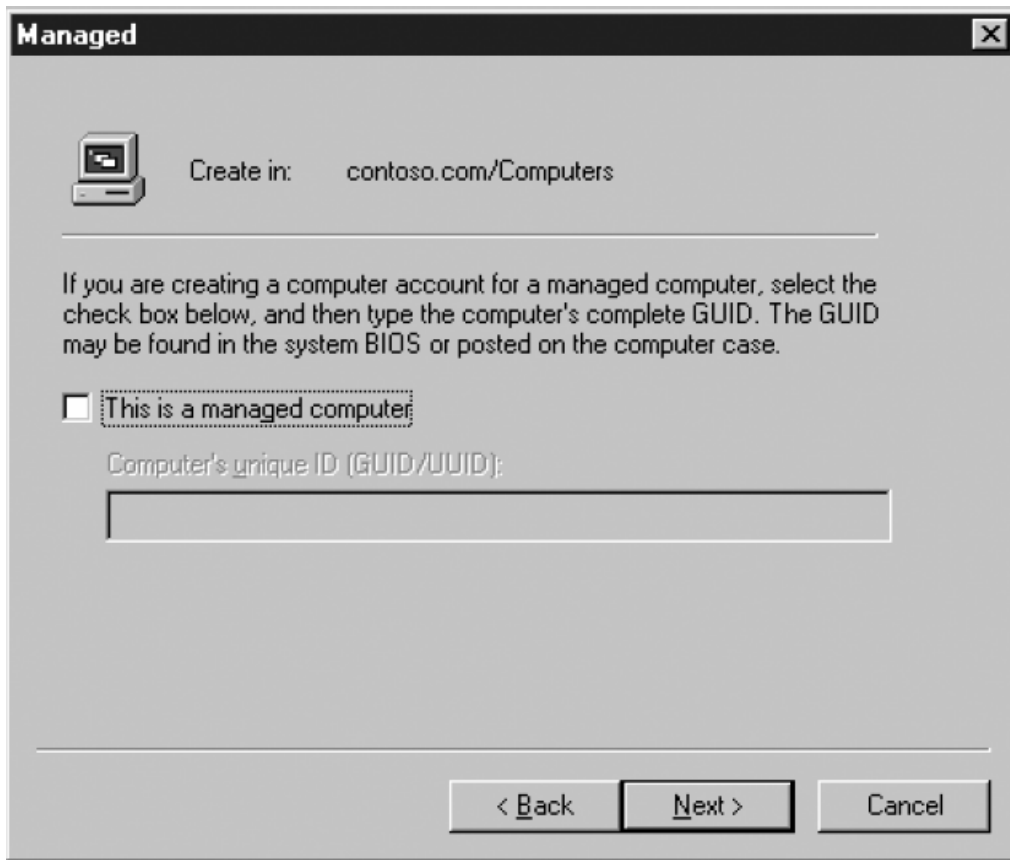 Managed
Create in: contoso.com/Computers
If you are creating a computer account for a managed computer, select the
check box below, and then type the computer's complete GUID. The GUID
may be found in the system BIOS or posted on the computer case.
This is a managed computer
Computer's unique ID (GUID/UUID):
< Back Next > Cancel